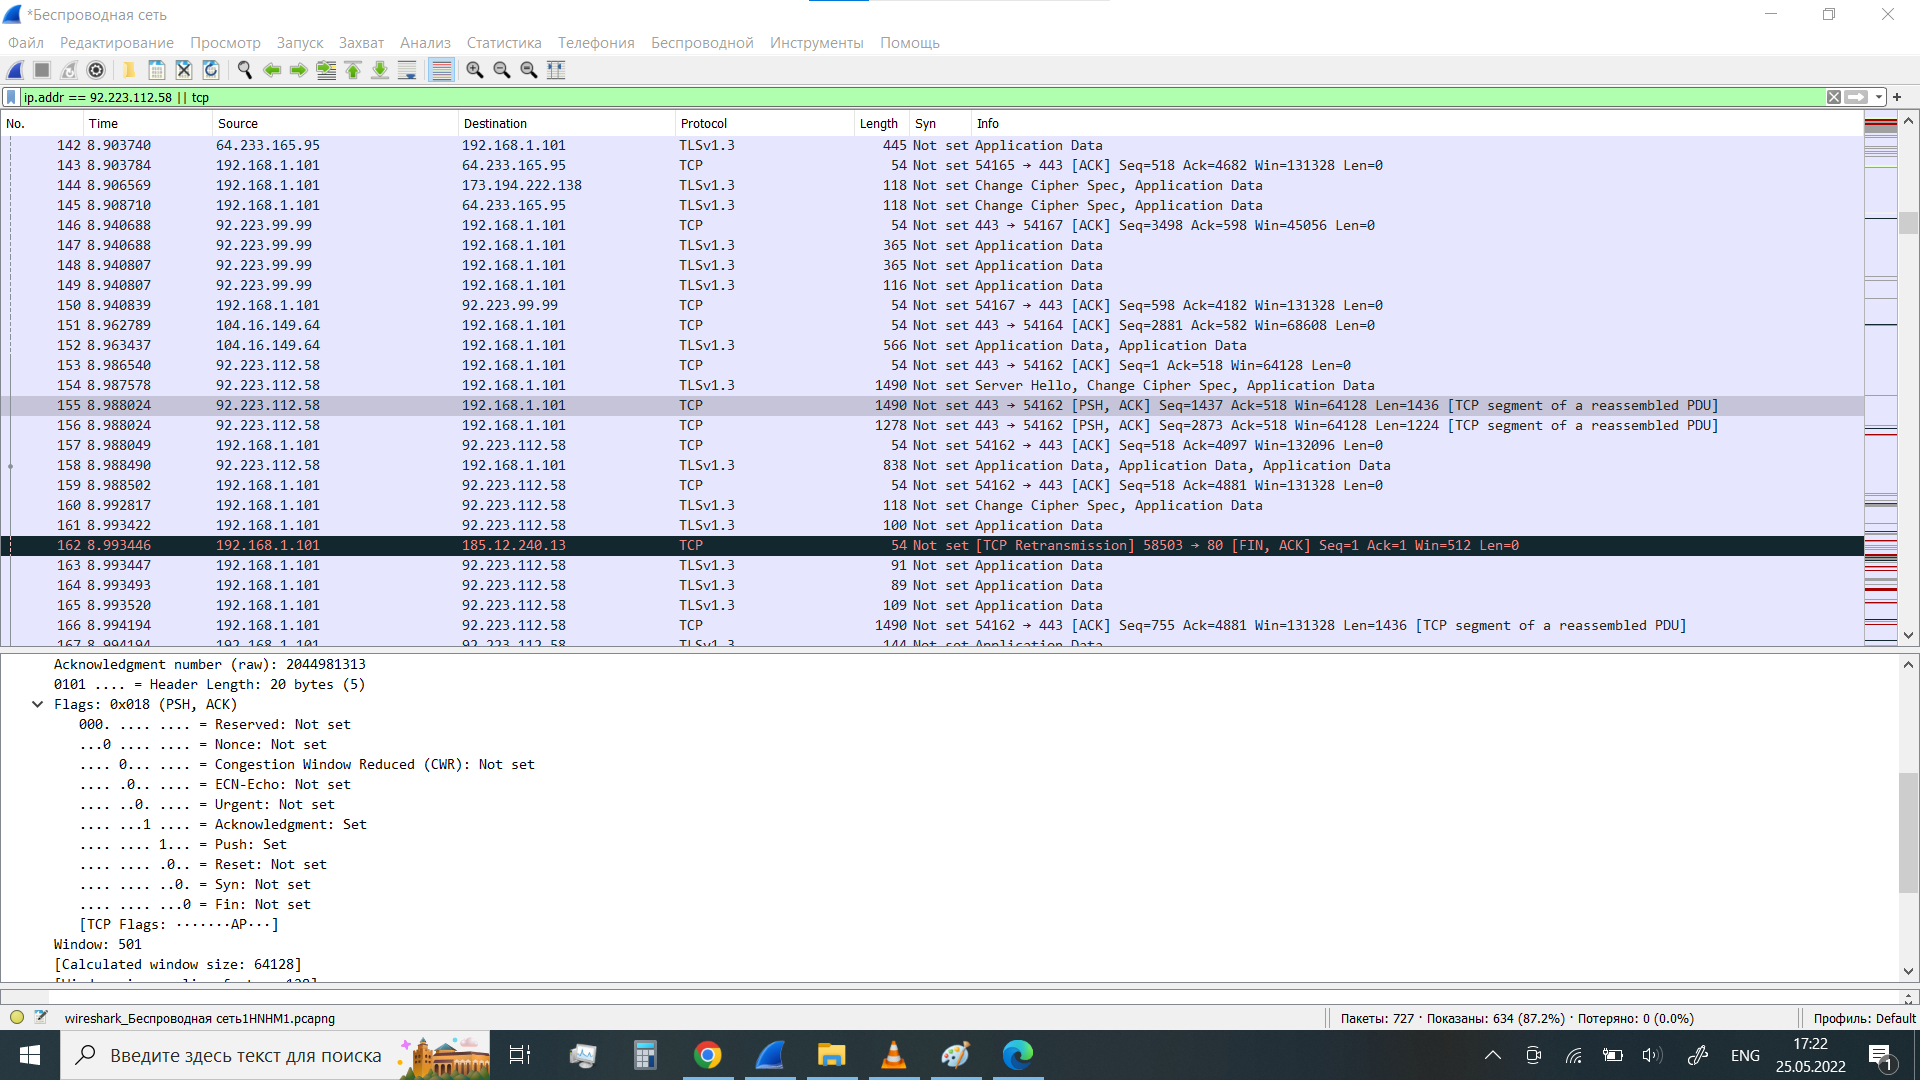 *Беспроводная сеть
Файл Редактирование Просмотр Запуск Захват Анализ Статистика Телефония Беспроводной Инструменты Помощь
ip.addr == 92.223.112.58 || tcp
No. Time Source Destination Protocol Length Syn Info
142 8.903740 64.233.165.95 192.168.1.101 TLSv1.3 445 Not set Application Data
143 8.903784 192.168.1.101 64.233.165.95 TCP 54 Not set 54165 → 443 [ACK] Seq=518 Ack=4682 Win=131328 Len=0
144 8.906569 192.168.1.101 173.194.222.138 TLSv1.3 118 Not set Change Cipher Spec, Application Data
145 8.908710 192.168.1.101 64.233.165.95 TLSv1.3 118 Not set Change Cipher Spec, Application Data
146 8.940688 92.223.99.99 192.168.1.101 TCP 54 Not set 443 → 54167 [ACK] Seq=3498 Ack=598 Win=45056 Len=0
147 8.940688 92.223.99.99 192.168.1.101 TLSv1.3 365 Not set Application Data
148 8.940807 92.223.99.99 192.168.1.101 TLSv1.3 365 Not set Application Data
149 8.940807 92.223.99.99 192.168.1.101 TLSv1.3 116 Not set Application Data
150 8.940839 192.168.1.101 92.223.99.99 TCP 54 Not set 54167 → 443 [ACK] Seq=598 Ack=4182 Win=131328 Len=0
151 8.962789 104.16.149.64 192.168.1.101 TCP 54 Not set 443 → 54164 [ACK] Seq=2881 Ack=582 Win=68608 Len=0
152 8.963437 104.16.149.64 192.168.1.101 TLSv1.3 566 Not set Application Data, Application Data
153 8.986540 92.223.112.58 192.168.1.101 TCP 54 Not set 443 → 54162 [ACK] Seq=1 Ack=518 Win=64128 Len=0
154 8.987578 92.223.112.58 192.168.1.101 TLSv1.3 1490 Not set Server Hello, Change Cipher Spec, Application Data
155 8.988024 92.223.112.58 192.168.1.101 TCP 1490 Not set 443 → 54162 [PSH, ACK] Seq=1437 Ack=518 Win=64128 Len=1436 [TCP segment of a reassembled PDU]
156 8.988024 92.223.112.58 192.168.1.101 TCP 1278 Not set 443 → 54162 [PSH, ACK] Seq=2873 Ack=518 Win=64128 Len=1224 [TCP segment of a reassembled PDU]
157 8.988049 192.168.1.101 92.223.112.58 TCP 54 Not set 54162 → 443 [ACK] Seq=518 Ack=4097 Win=132096 Len=0
158 8.988490 92.223.112.58 192.168.1.101 TLSv1.3 838 Not set Application Data, Application Data, Application Data
159 8.988502 192.168.1.101 92.223.112.58 TCP 54 Not set 54162 → 443 [ACK] Seq=518 Ack=4881 Win=131328 Len=0
160 8.992817 192.168.1.101 92.223.112.58 TLSv1.3 118 Not set Change Cipher Spec, Application Data
161 8.993422 192.168.1.101 92.223.112.58 TLSv1.3 100 Not set Application Data
162 8.993446 192.168.1.101 185.12.240.13 TCP 54 Not set [TCP Retransmission] 58503 → 80 [FIN, ACK] Seq=1 Ack=1 Win=512 Len=0
163 8.993447 192.168.1.101 92.223.112.58 TLSv1.3 91 Not set Application Data
164 8.993493 192.168.1.101 92.223.112.58 TLSv1.3 89 Not set Application Data
165 8.993520 192.168.1.101 92.223.112.58 TLSv1.3 109 Not set Application Data
166 8.994194 192.168.1.101 92.223.112.58 TCP 1490 Not set 54162 → 443 [ACK] Seq=755 Ack=4881 Win=131328 Len=1436 [TCP segment of a reassembled PDU]
167 8.994194 192.168.1.101 92.223.112.58 TLSv1.3 144 Not set Application Data
Acknowledgment number (raw): 2044981313
0101 .... = Header Length: 20 bytes (5)
Flags: 0x018 (PSH, ACK)
000. .... .... = Reserved: Not set
...0 .... .... = Nonce: Not set
.... 0... .... = Congestion Window Reduced (CWR): Not set
.... .0.. .... = ECN-Echo: Not set
.... ..0. .... = Urgent: Not set
.... ...1 .... = Acknowledgment: Set
.... .... 1... = Push: Set
.... .... .0.. = Reset: Not set
.... .... ..0. = Syn: Not set
.... .... ...0 = Fin: Not set
[TCP Flags: ·······AP···]
Window: 501
[Calculated window size: 64128]
wireshark_Беспроводная сеть1HNHM1.pcapng
Пакеты: 727 · Показаны: 634 (87.2%) · Потеряно: 0 (0.0%)
Профиль: Default
Введите здесь текст для поиска
ENG
17:22
25.05.2022
1